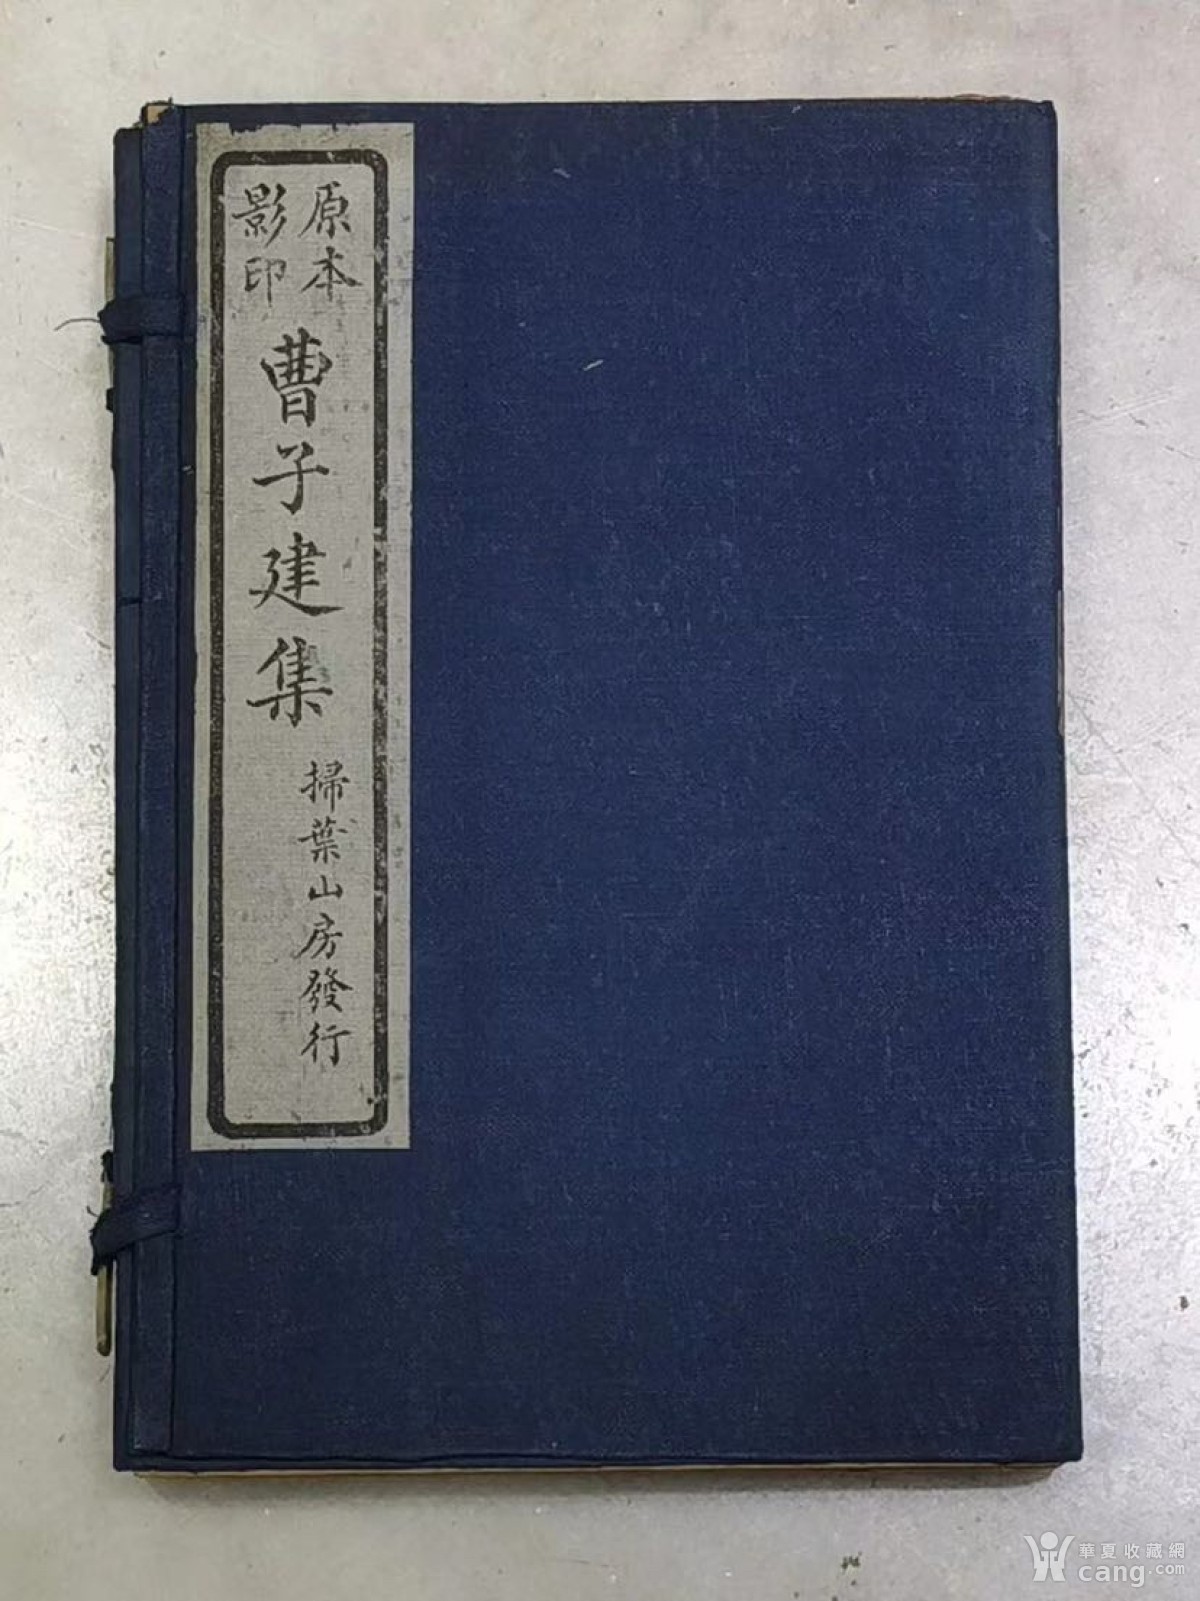 原本
影印
曹子建集
掃葉山房發行
華夏收藏網
cang.com